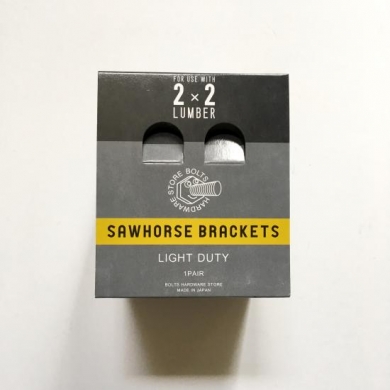 FOR USE WITH
2×2
LUMBER
HARDWARE STORE BOLTS
SAWHORSE BRACKETS
LIGHT DUTY
1PAIR
BOLTS HARDWARE STORE
MADE IN JAPAN